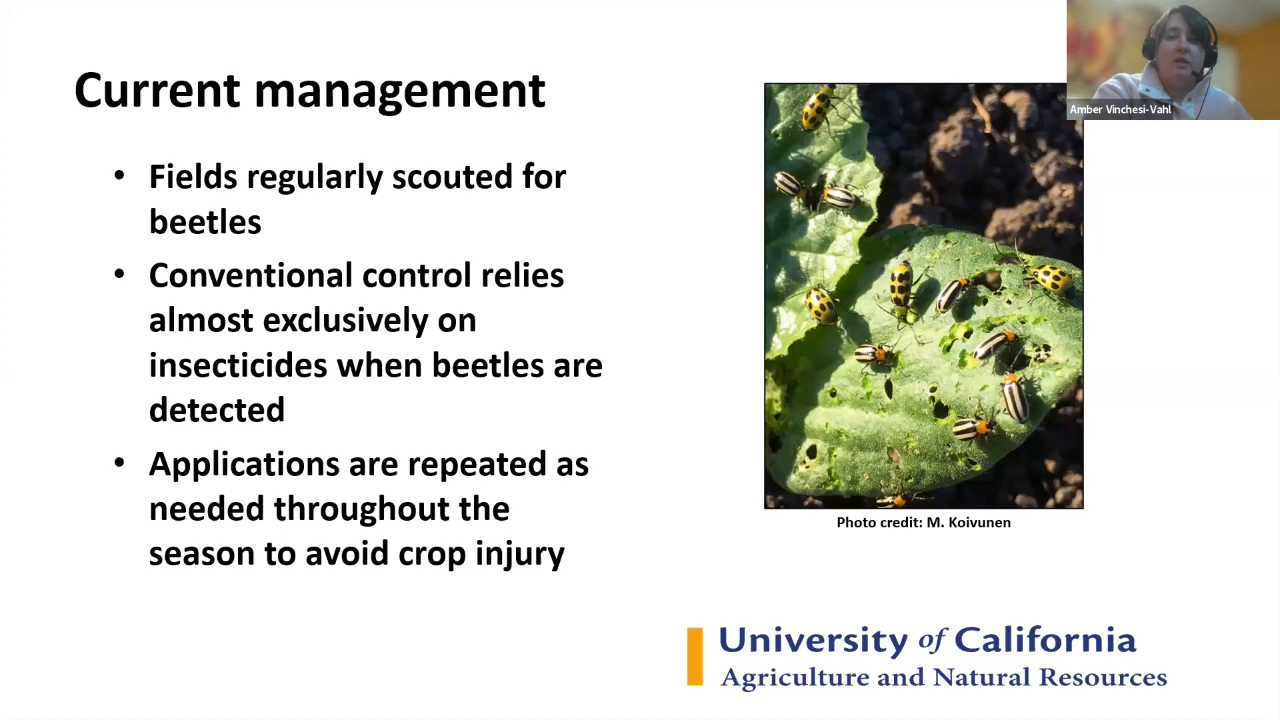 Current management
• Fields regularly scouted for
beetles
• Conventional control relies
almost exclusively on
insecticides when beetles are
detected
• Applications are repeated as
needed throughout the
season to avoid crop injury
Amber Vinchesi-Vahl
Photo credit: M. Koivunen
University of California
Agriculture and Natural Resources